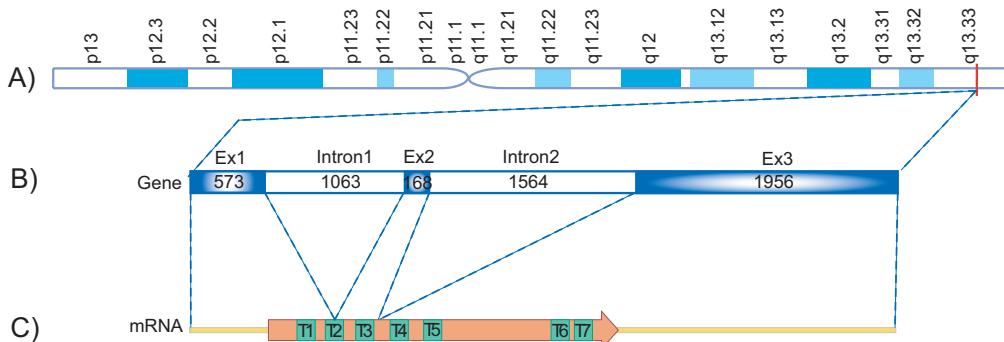 p13 p12.3 p12.2 p12.1 p11.23 p11.22 p11.21 p11.1 q11.1 q11.21 q11.22 q11.23 q12 q13.12 q13.13 q13.2 q13.31 q13.32 q13.33
A)
Ex1 Intron1 Ex2 Intron2 Ex3
B) Gene 573 1063 168 1564 1956
C) mRNA T1 T2 T3 T4 T5 T6 T7